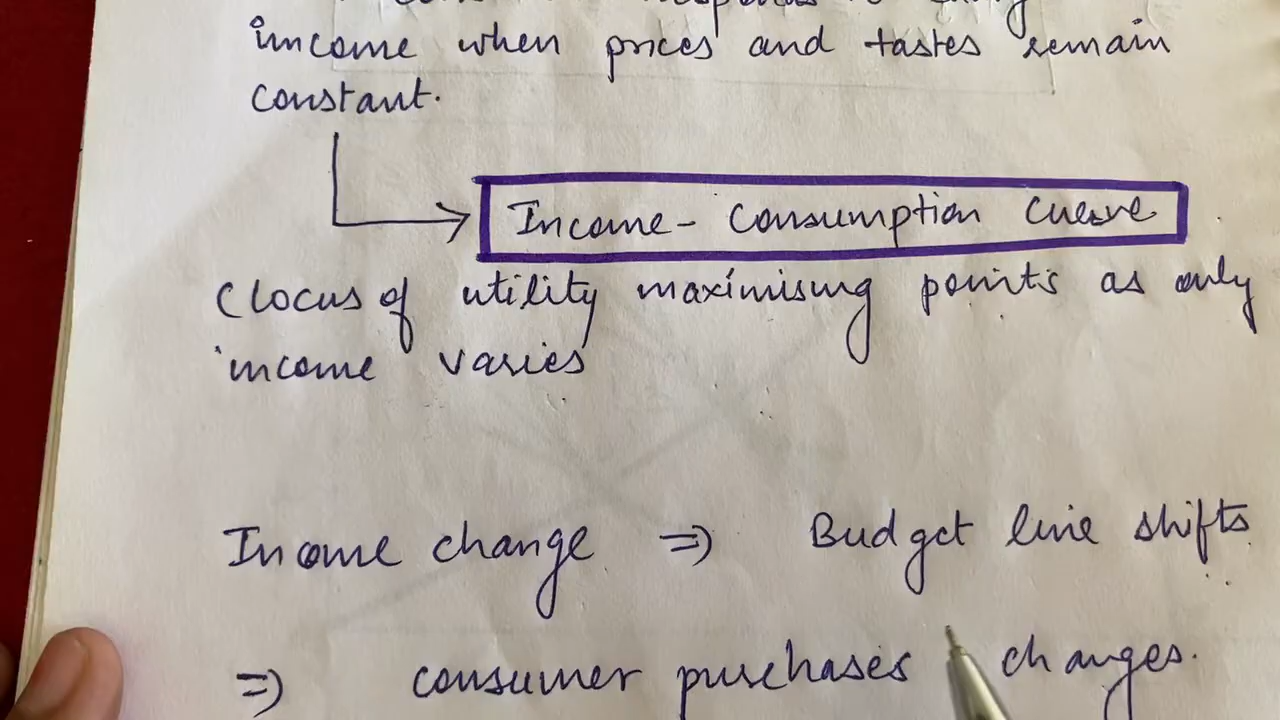 income when prices and tastes remain
constant.
Income - Consumption Curve
(locus of utility maximising points as only
income varies
Income change ⇒ Budget line shifts
⇒ consumer purchases changes.